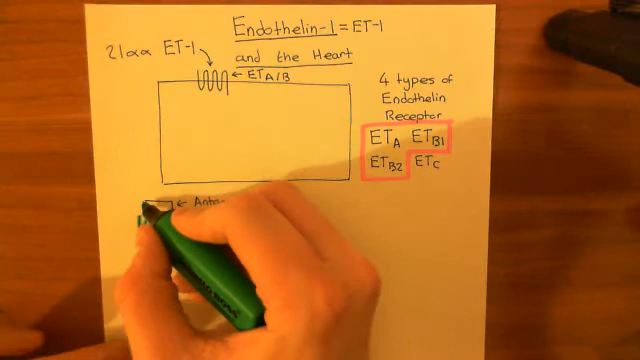 Endothelin-1 = ET-1
and the Heart
21αα ET-1
← ETA/B
4 types of
Endothelin
Receptor
ETA ETB1
ETB2 ETC
←